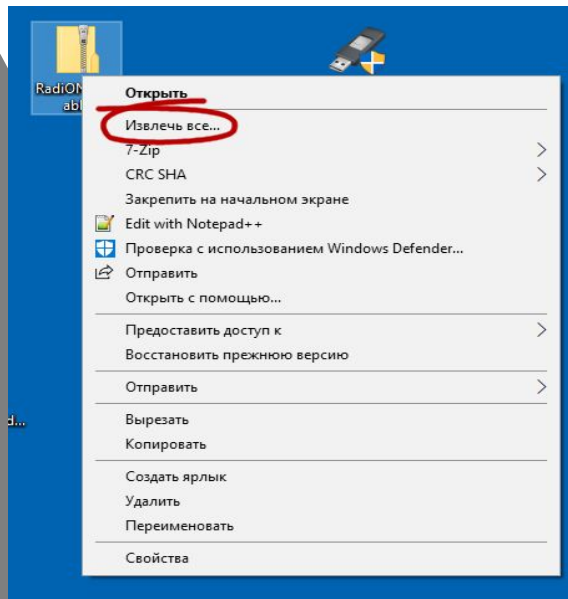 RadiON
abl
Открыть
Извлечь все...
7-Zip
CRC SHA
Закрепить на начальном экране
Edit with Notepad++
Проверка с использованием Windows Defender...
Отправить
Открыть с помощью...
Предоставить доступ к
Восстановить прежнюю версию
Отправить
d...
Вырезать
Копировать
Создать ярлык
Удалить
Переименовать
Свойства